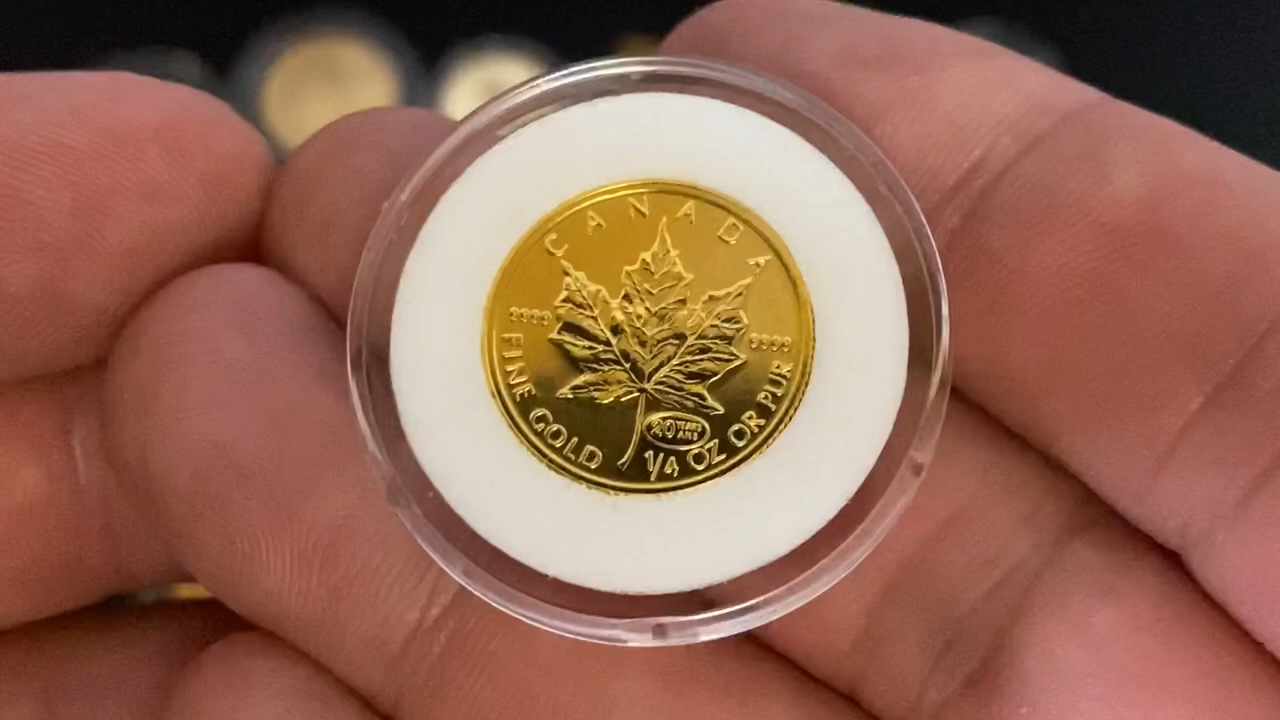 CANADA
9999
9999
FINE GOLD 1/4 OZ OR PUR
20 YEARS
ANS